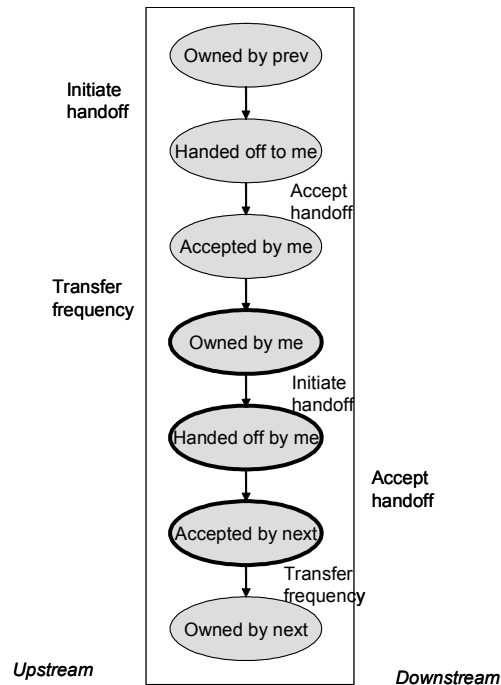 Owned by prev
Initiate
handoff
Handed off to me
Accept
handoff
Accepted by me
Transfer
frequency
Owned by me
Initiate
handoff
Handed off by me
Accept
handoff
Accepted by next
Transfer
frequency
Owned by next
Upstream
Downstream